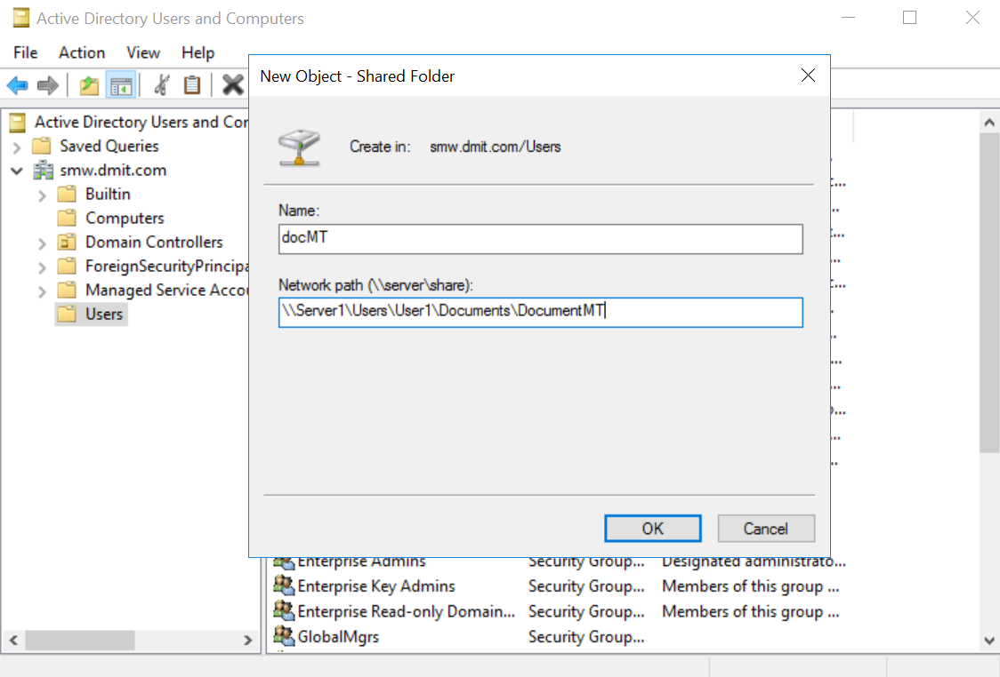 Active Directory Users and Computers
File Action View Help
New Object - Shared Folder
Create in: smw.dmit.com/Users
Name:
docMT
Network path (\\server\share):
\\Server1\Users\User1\Documents\DocumentMT
OK Cancel
Active Directory Users and Cor
Saved Queries
smw.dmit.com
Builtin
Computers
Domain Controllers
ForeignSecurityPrincipa
Managed Service Accou
Users
Enterprise Admins Security Group... Designated administrato...
Enterprise Key Admins Security Group... Members of this group ...
Enterprise Read-only Domain... Security Group... Members of this group ...
GlobalMgrs Security Group...